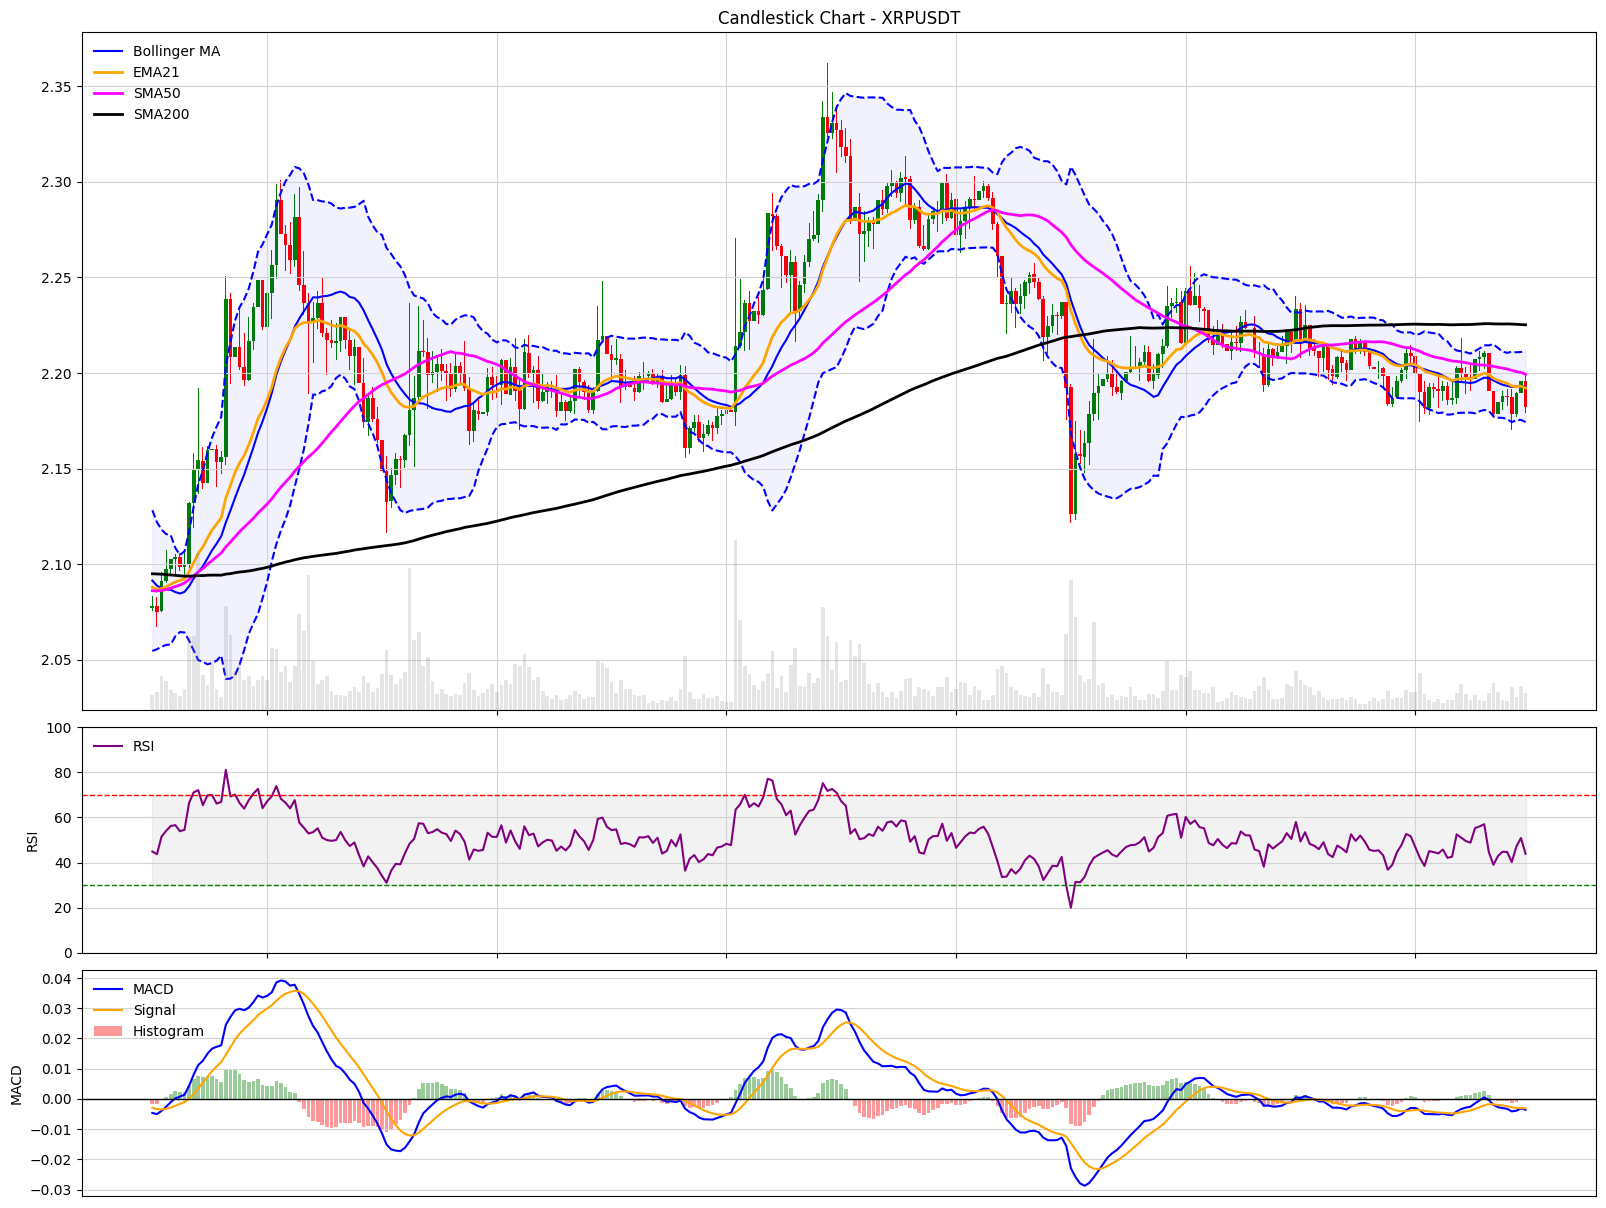 Candlestick Chart - XRPUSDT
Bollinger MA
EMA21
SMA50
SMA200
2.35
2.30
2.25
2.20
2.15
2.10
2.05
RSI
RSI
100
80
60
40
20
0
MACD
Signal
Histogram
MACD
0.04
0.03
0.02
0.01
0.00
−0.01
−0.02
−0.03